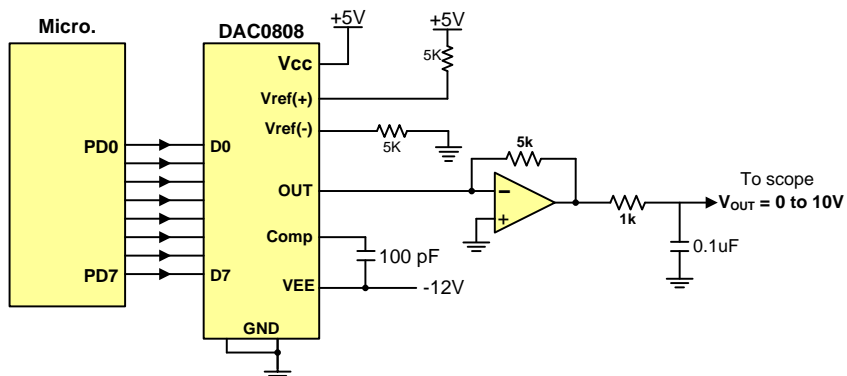 Micro.
DAC0808
+5V
+5V
Vcc
5K
Vref(+)
Vref(-)
5K
PD0
D0
5k
OUT
To scope
VOUT = 0 to 10V
1k
Comp
100 pF
0.1uF
PD7
D7
VEE
-12V
GND